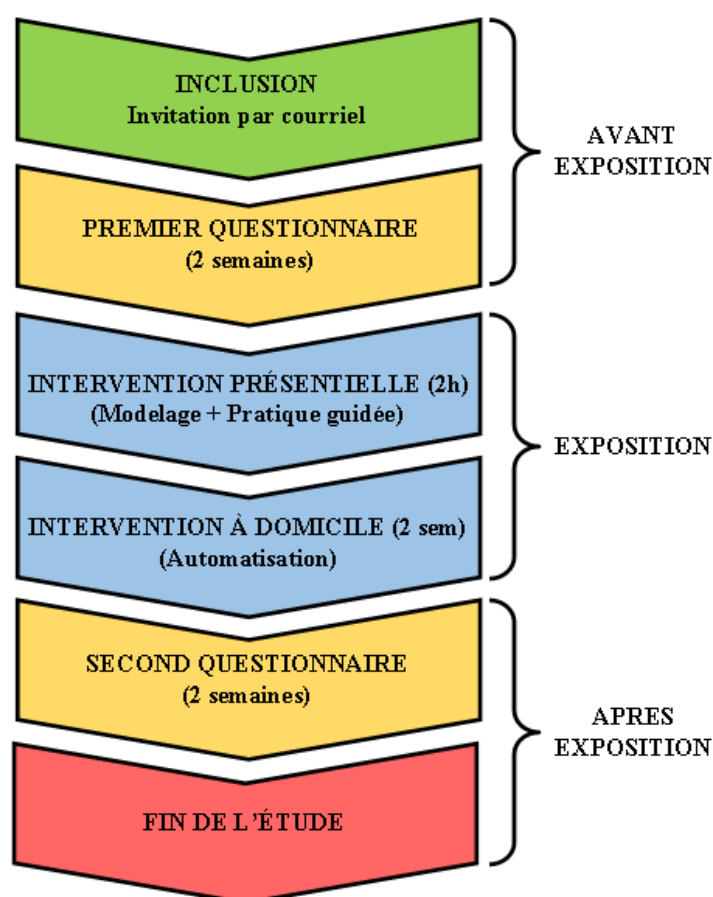 INCLUSION
Invitation par courriel
AVANT
EXPOSITION
PREMIER QUESTIONNAIRE
(2 semaines)
INTERVENTION PRÉSENTIELLE (2h)
(Modelage + Pratique guidée)
EXPOSITION
INTERVENTION À DOMICILE (2 sem)
(Automatisation)
SECOND QUESTIONNAIRE
(2 semaines)
APRES
EXPOSITION
FIN DE L'ÉTUDE